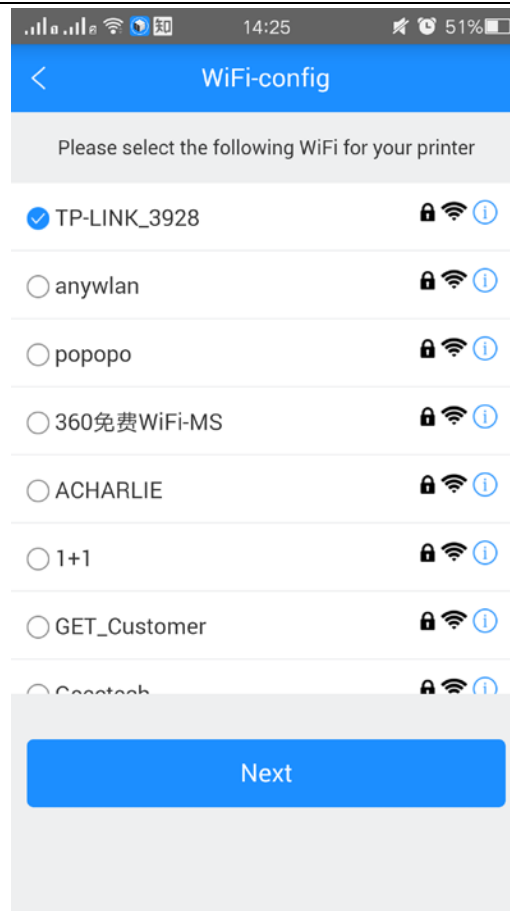 知 14:25 51%
WiFi-config
Please select the following WiFi for your printer
TP-LINK_3928
anywlan
popopo
360免费WiFi-MS
ACHARLIE
1+1
GET_Customer
Next